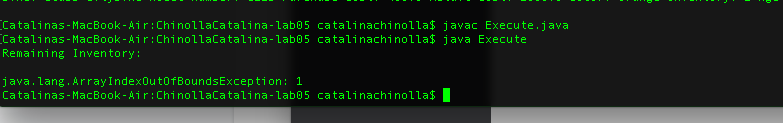 [Catalinas-MacBook-Air:ChinollaCatalina-lab05 catalinachinolla$ javac Execute.java
[Catalinas-MacBook-Air:ChinollaCatalina-lab05 catalinachinolla$ java Execute
Remaining Inventory:
java.lang.ArrayIndexOutOfBoundsException: 1
Catalinas-MacBook-Air:ChinollaCatalina-lab05 catalinachinolla$